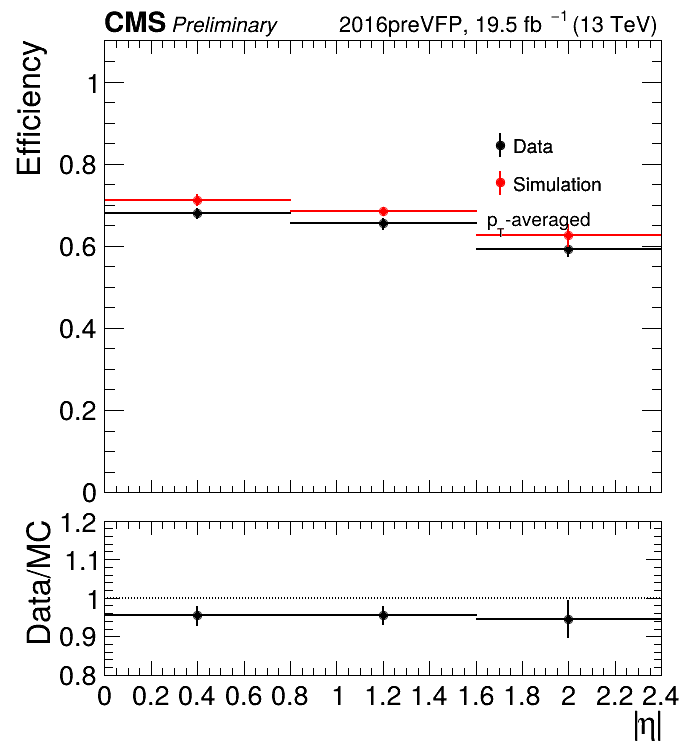 CMS Preliminary 2016preVFP, 19.5 fb⁻¹ (13 TeV)
Efficiency
1
0.8
0.6
0.4
0.2
0
Data
Simulation
p_T-averaged
Data/MC
1.2
1.1
1
0.9
0.8
0 0.2 0.4 0.6 0.8 1 1.2 1.4 1.6 1.8 2 2.2 2.4
|η|